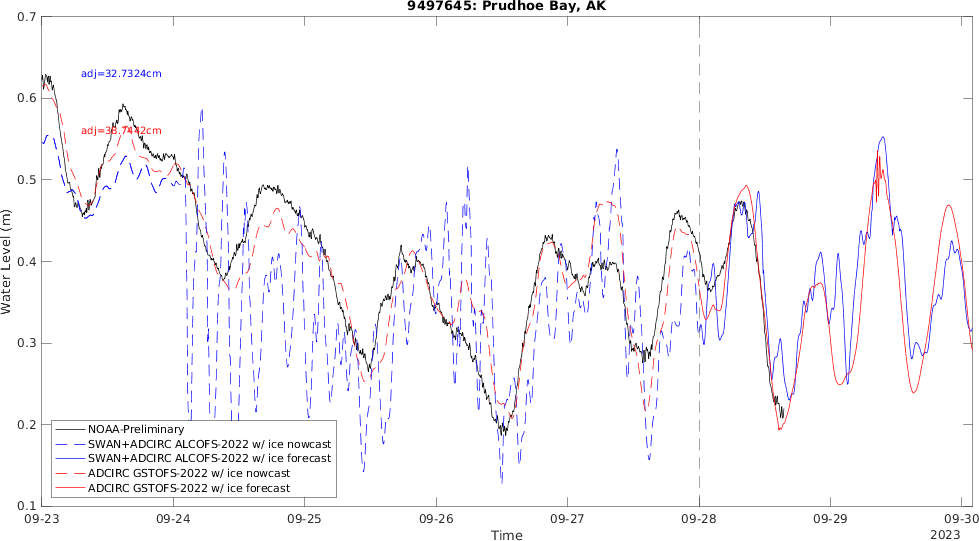 9497645: Prudhoe Bay, AK
0.7
0.6
0.5
0.4
0.3
0.2
0.1
Water Level (m)
adj=32.7324cm
adj=38.7442cm
NOAA-Preliminary
SWAN+ADCIRC ALCOFS-2022 w/ ice nowcast
SWAN+ADCIRC ALCOFS-2022 w/ ice forecast
ADCIRC GSTOFS-2022 w/ ice nowcast
ADCIRC GSTOFS-2022 w/ ice forecast
09-23 09-24 09-25 09-26 09-27 09-28 09-29 09-30
Time
2023